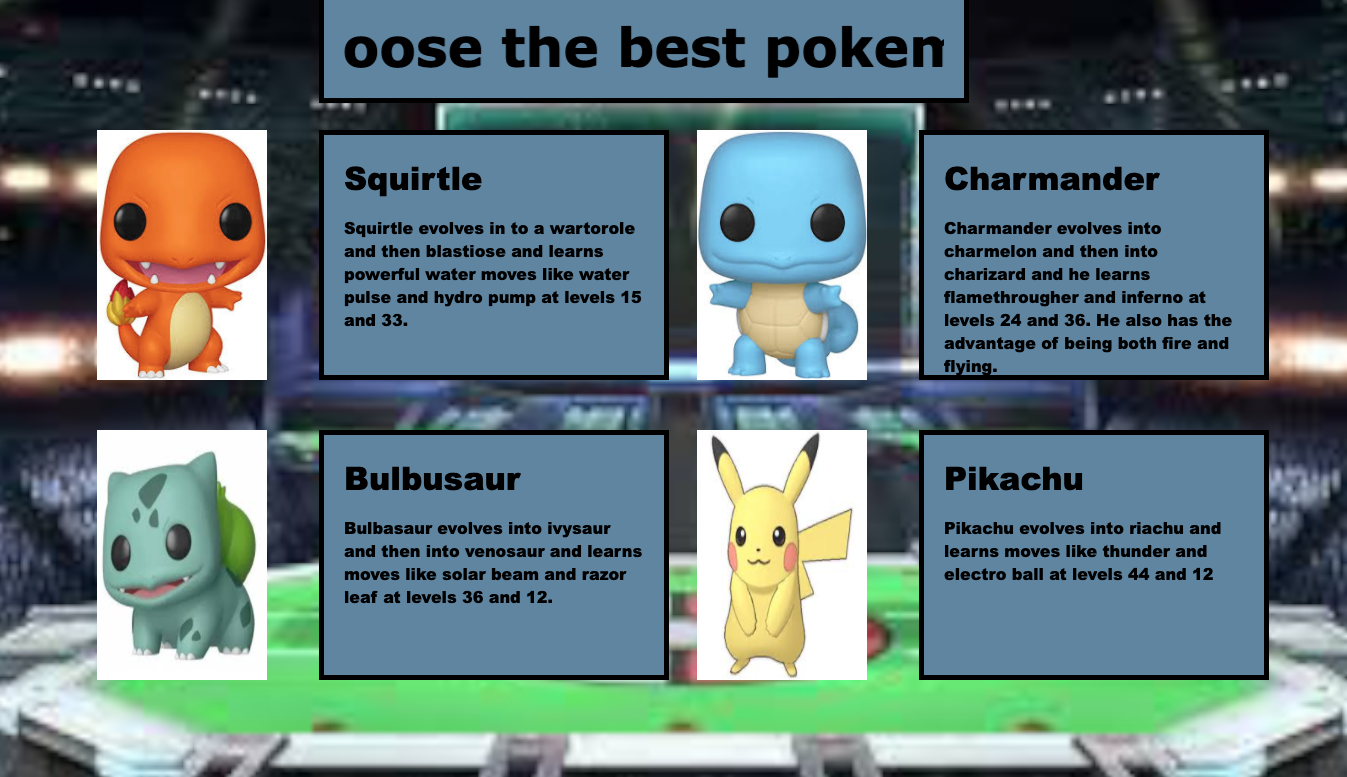 oose the best poken
Squirtle
Squirtle evolves in to a wartorole
and then blastiose and learns
powerful water moves like water
pulse and hydro pump at levels 15
and 33.
Charmander
Charmander evolves into
charmelon and then into
charizard and he learns
flamethrougher and inferno at
levels 24 and 36. He also has the
advantage of being both fire and
flying.
Bulbusaur
Bulbasaur evolves into ivysaur
and then into venosaur and learns
moves like solar beam and razor
leaf at levels 36 and 12.
Pikachu
Pikachu evolves into riachu and
learns moves like thunder and
electro ball at levels 44 and 12